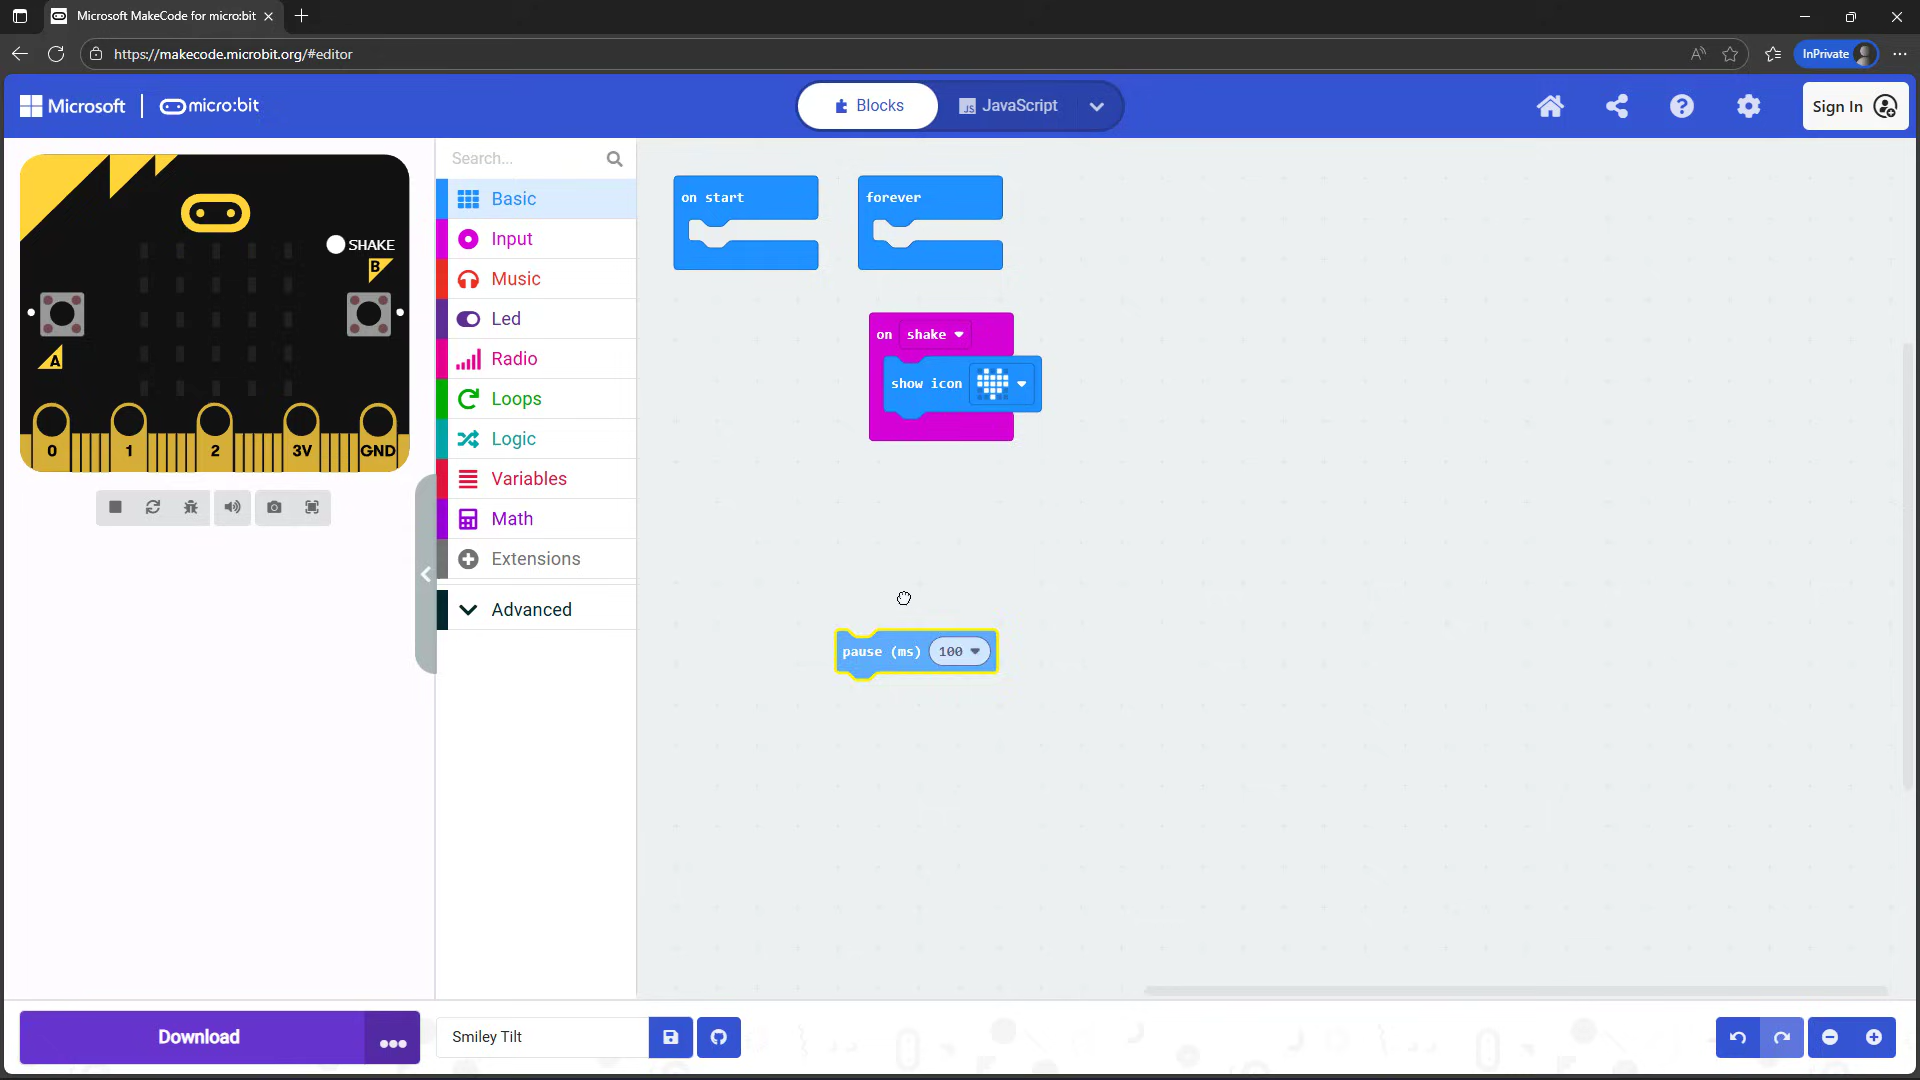 Microsoft MakeCode for micro:bit
https://makecode.microbit.org/#editor
InPrivate
Microsoft
micro:bit
Blocks
JS
JavaScript
Sign In
SHAKE
B
A
0
1
2
3V
GND
Search...
Basic
Input
Music
Led
Radio
Loops
Logic
Variables
Math
Extensions
Advanced
on start
forever
on shake
show icon
pause (ms) 100
Download
Smiley Tilt